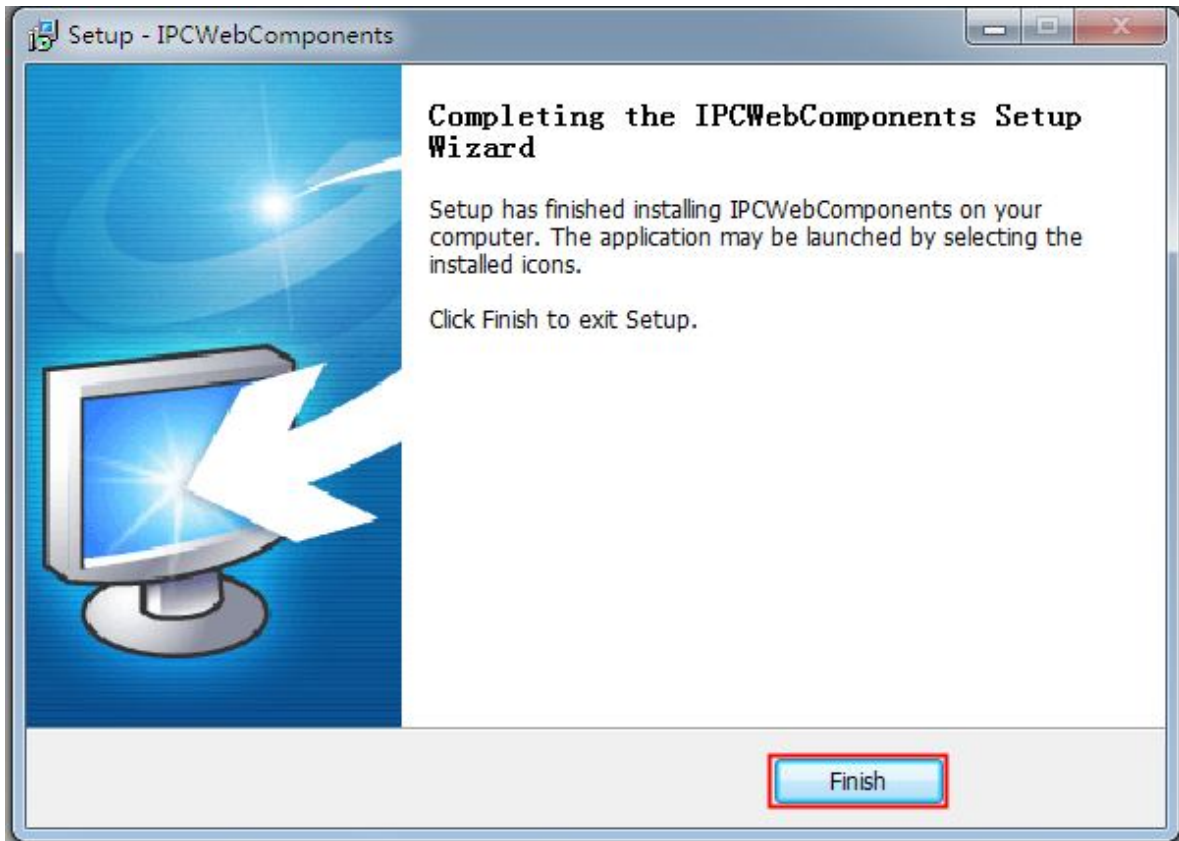 Setup - IPCWebComponents
Completing the IPCWebComponents Setup
Wizard
Setup has finished installing IPCWebComponents on your
computer. The application may be launched by selecting the
installed icons.
Click Finish to exit Setup.
Finish